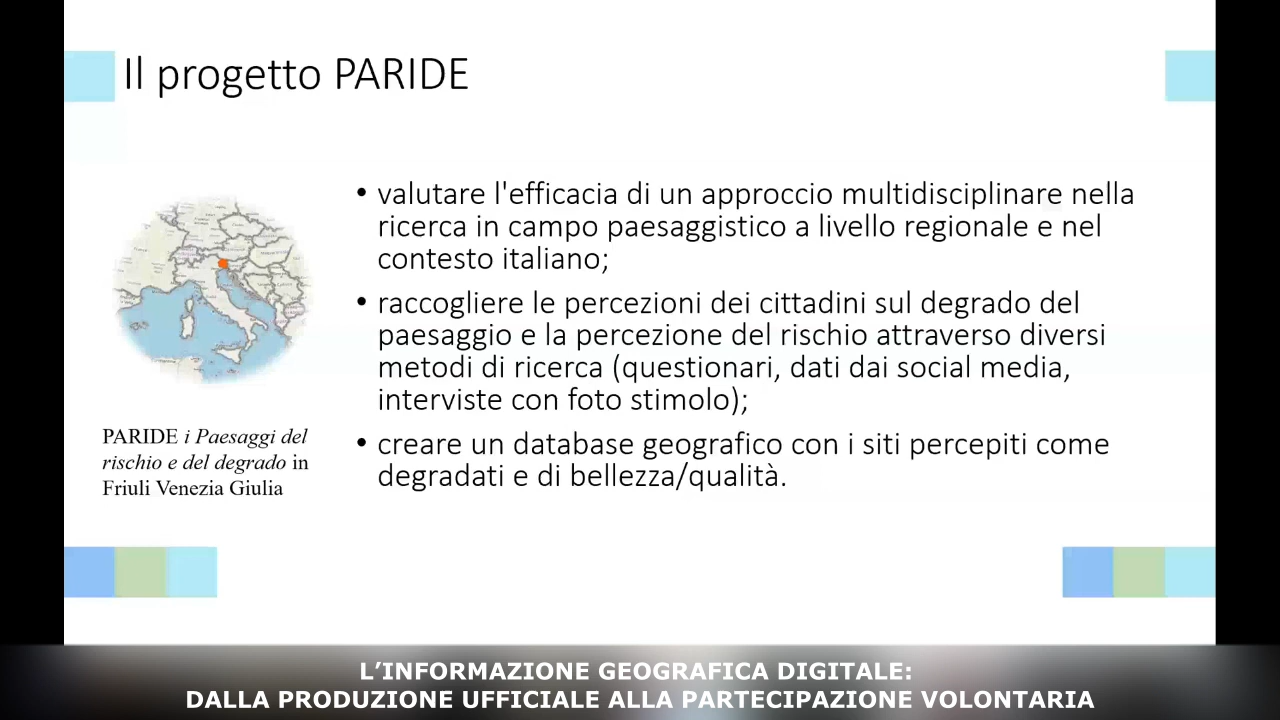 Il progetto PARIDE
• valutare l'efficacia di un approccio multidisciplinare nella
ricerca in campo paesaggistico a livello regionale e nel
contesto italiano;
• raccogliere le percezioni dei cittadini sul degrado del
paesaggio e la percezione del rischio attraverso diversi
metodi di ricerca (questionari, dati dai social media,
interviste con foto stimolo);
• creare un database geografico con i siti percepiti come
degradati e di bellezza/qualità.
PARIDE i Paesaggi del
rischio e del degrado in
Friuli Venezia Giulia
L’INFORMAZIONE GEOGRAFICA DIGITALE:
DALLA PRODUZIONE UFFICIALE ALLA PARTECIPAZIONE VOLONTARIA